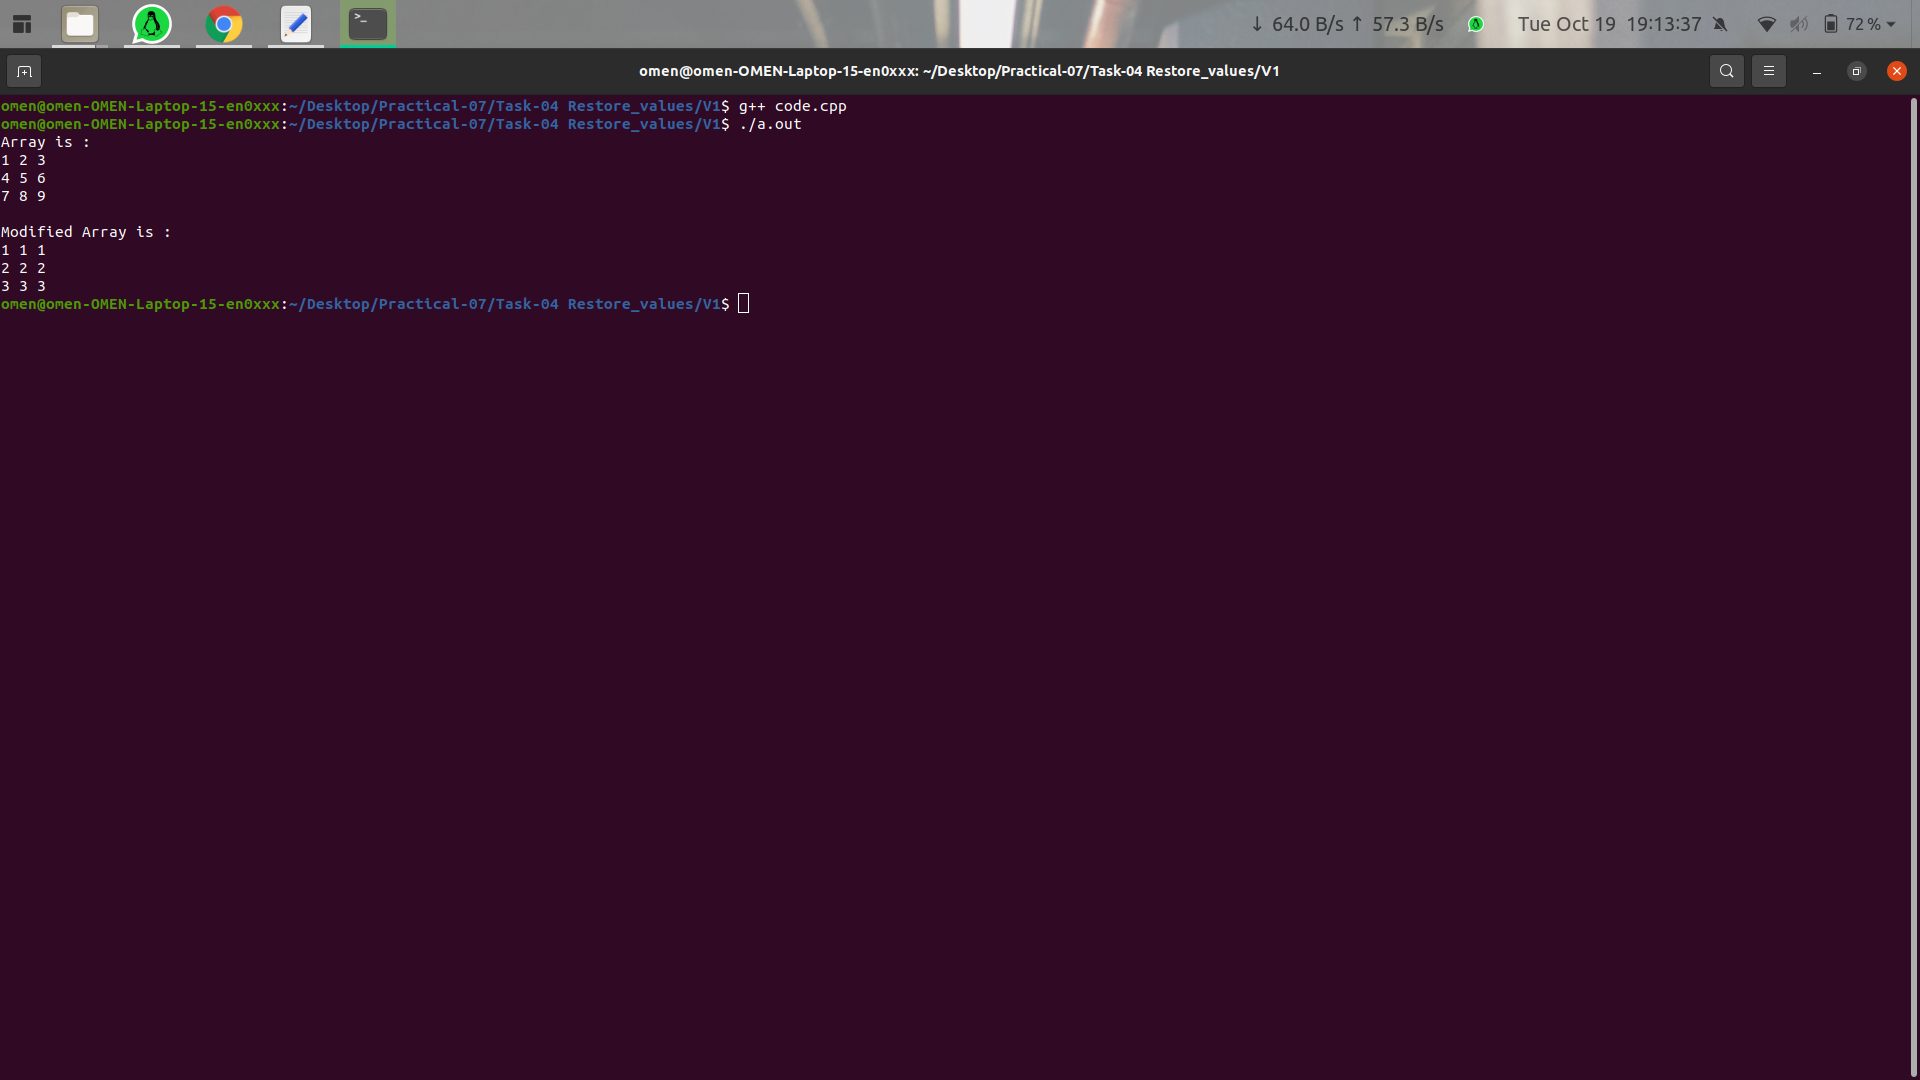 ↓ 64.0 B/s ↑ 57.3 B/s Tue Oct 19 19:13:37 72 %
omen@omen-OMEN-Laptop-15-en0xxx: ~/Desktop/Practical-07/Task-04 Restore_values/V1
omen@omen-OMEN-Laptop-15-en0xxx:~/Desktop/Practical-07/Task-04 Restore_values/V1$ g++ code.cpp
omen@omen-OMEN-Laptop-15-en0xxx:~/Desktop/Practical-07/Task-04 Restore_values/V1$ ./a.out
Array is :
1 2 3
4 5 6
7 8 9
Modified Array is :
1 1 1
2 2 2
3 3 3
omen@omen-OMEN-Laptop-15-en0xxx:~/Desktop/Practical-07/Task-04 Restore_values/V1$